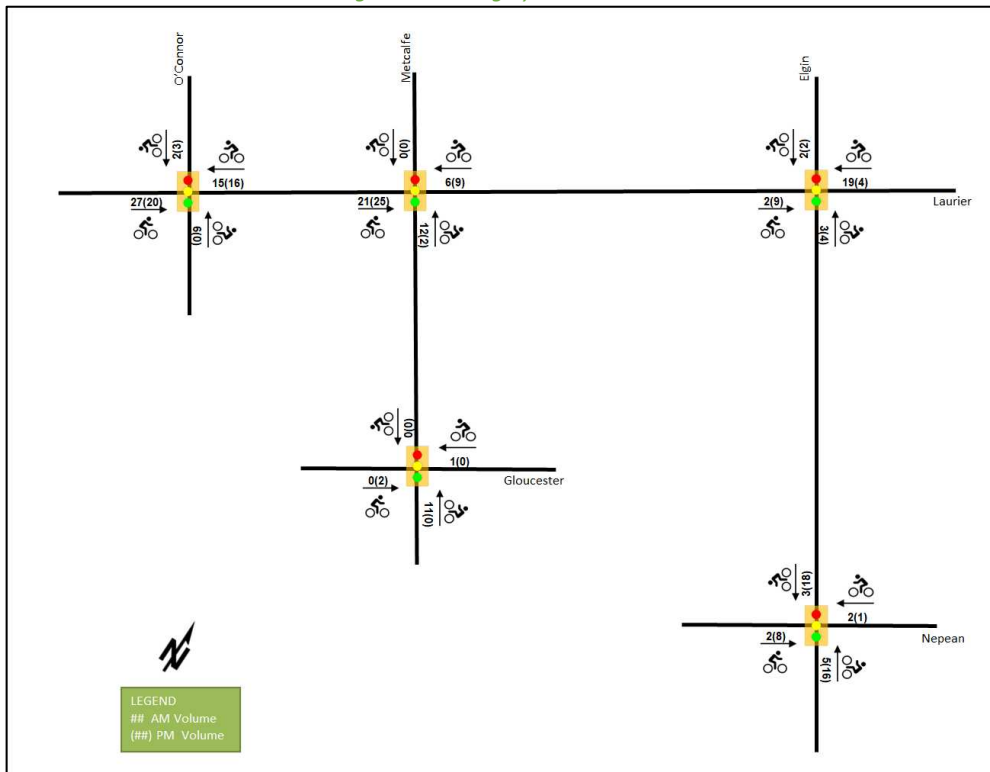 O'Connor
Metcalfe
Elgin
2(3)
0(0)
2(2)
15(16)
6(9)
19(4)
Laurier
27(20)
21(25)
2(9)
6(0)
12(2)
3(4)
0(0)
1(0)
0(2)
Gloucester
11(0)
3(18)
2(1)
2(8)
Nepean
5(16)
N
LEGEND
## AM Volume
(##) PM Volume